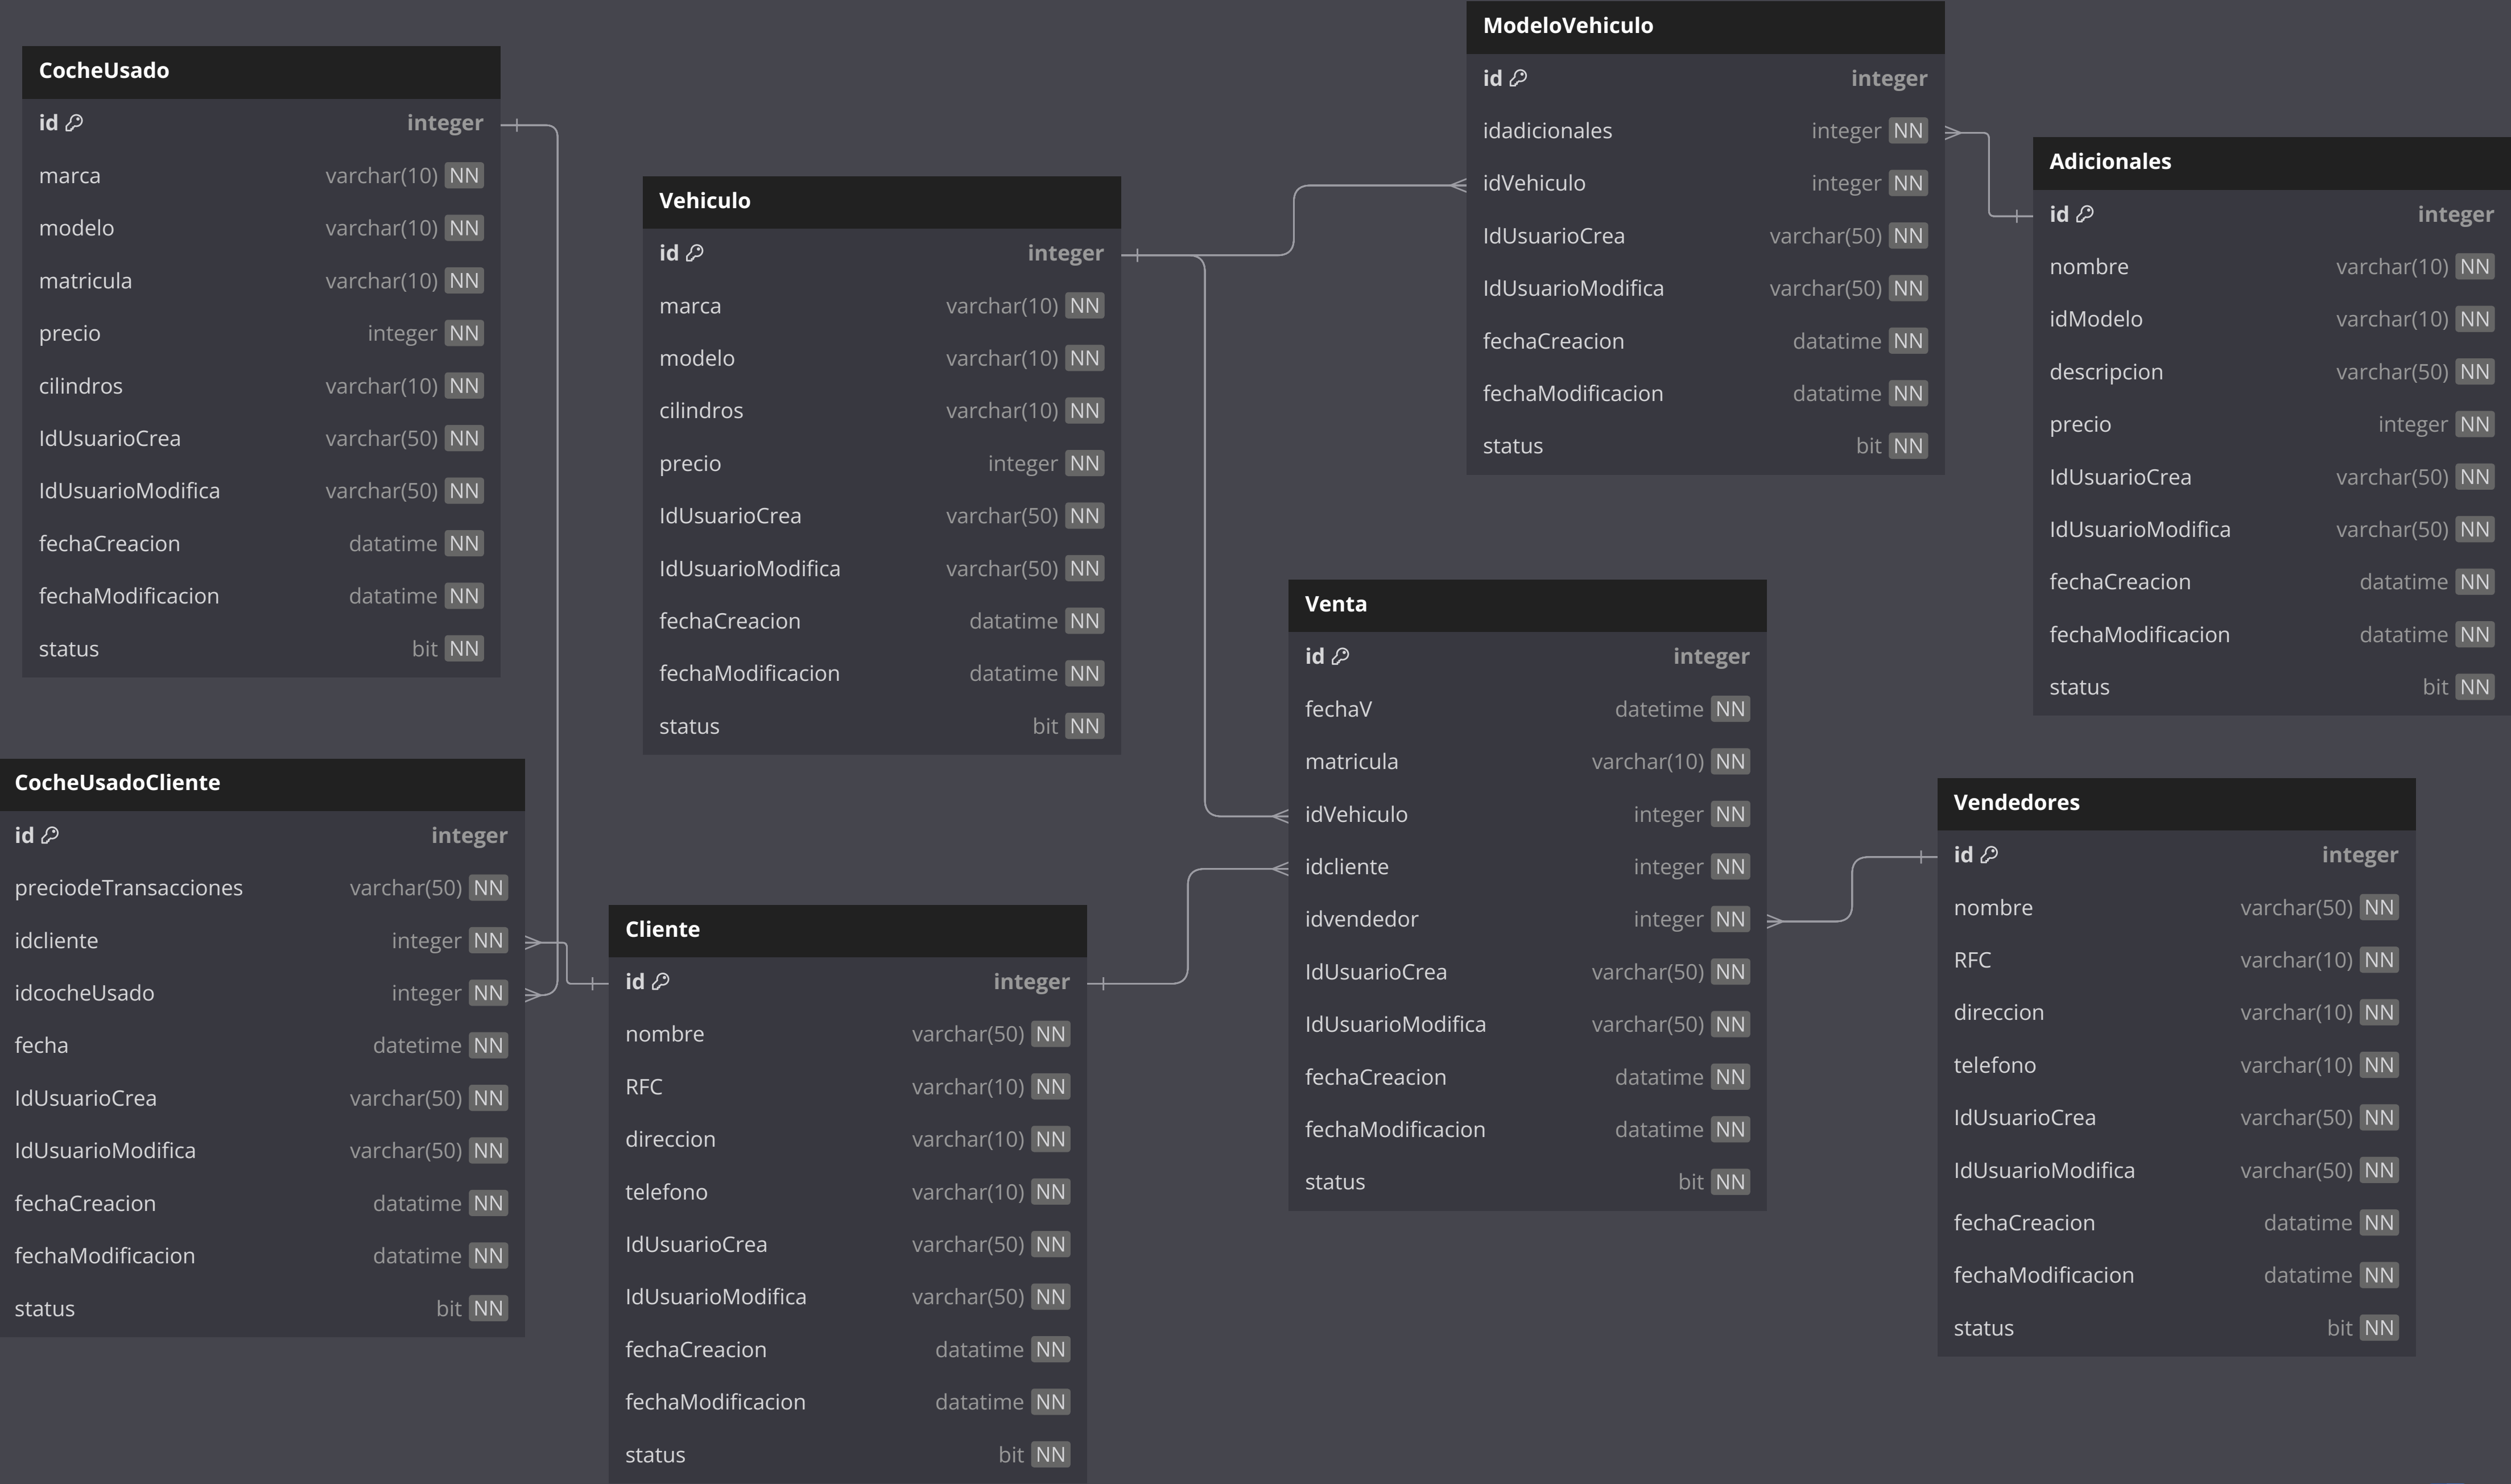 CocheUsado
id integer
marca varchar(10) NN
modelo varchar(10) NN
matricula varchar(10) NN
precio integer NN
cilindros varchar(10) NN
IdUsuarioCrea varchar(50) NN
IdUsuarioModifica varchar(50) NN
fechaCreacion datatime NN
fechaModificacion datatime NN
status bit NN
CocheUsadoCliente
id integer
preciodeTransacciones varchar(50) NN
idcliente integer NN
idcocheUsado integer NN
fecha datetime NN
IdUsuarioCrea varchar(50) NN
IdUsuarioModifica varchar(50) NN
fechaCreacion datatime NN
fechaModificacion datatime NN
status bit NN
Vehiculo
id integer
marca varchar(10) NN
modelo varchar(10) NN
cilindros varchar(10) NN
precio integer NN
IdUsuarioCrea varchar(50) NN
IdUsuarioModifica varchar(50) NN
fechaCreacion datatime NN
fechaModificacion datatime NN
status bit NN
Cliente
id integer
nombre varchar(50) NN
RFC varchar(10) NN
direccion varchar(10) NN
telefono varchar(10) NN
IdUsuarioCrea varchar(50) NN
IdUsuarioModifica varchar(50) NN
fechaCreacion datatime NN
fechaModificacion datatime NN
status bit NN
ModeloVehiculo
id integer
idadicionales integer NN
idVehiculo integer NN
IdUsuarioCrea varchar(50) NN
IdUsuarioModifica varchar(50) NN
fechaCreacion datatime NN
fechaModificacion datatime NN
status bit NN
Venta
id integer
fechaV datetime NN
matricula varchar(10) NN
idVehiculo integer NN
idcliente integer NN
idvendedor integer NN
IdUsuarioCrea varchar(50) NN
IdUsuarioModifica varchar(50) NN
fechaCreacion datatime NN
fechaModificacion datatime NN
status bit NN
Adicionales
id integer
nombre varchar(10) NN
idModelo varchar(10) NN
descripcion varchar(50) NN
precio integer NN
IdUsuarioCrea varchar(50) NN
IdUsuarioModifica varchar(50) NN
fechaCreacion datatime NN
fechaModificacion datatime NN
status bit NN
Vendedores
id integer
nombre varchar(50) NN
RFC varchar(10) NN
direccion varchar(10) NN
telefono varchar(10) NN
IdUsuarioCrea varchar(50) NN
IdUsuarioModifica varchar(50) NN
fechaCreacion datatime NN
fechaModificacion datatime NN
status bit NN